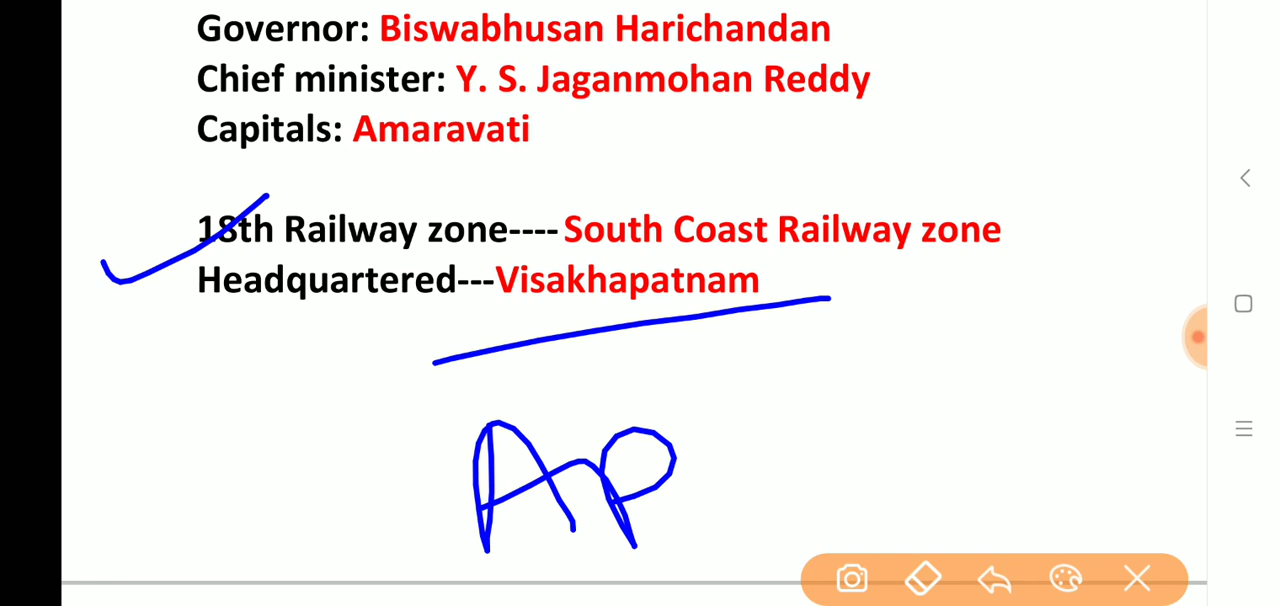 Governor: Biswabhusan Harichandan
Chief minister: Y. S. Jaganmohan Reddy
Capitals: Amaravati
18th Railway zone---- South Coast Railway zone
Headquartered---Visakhapatnam
AP